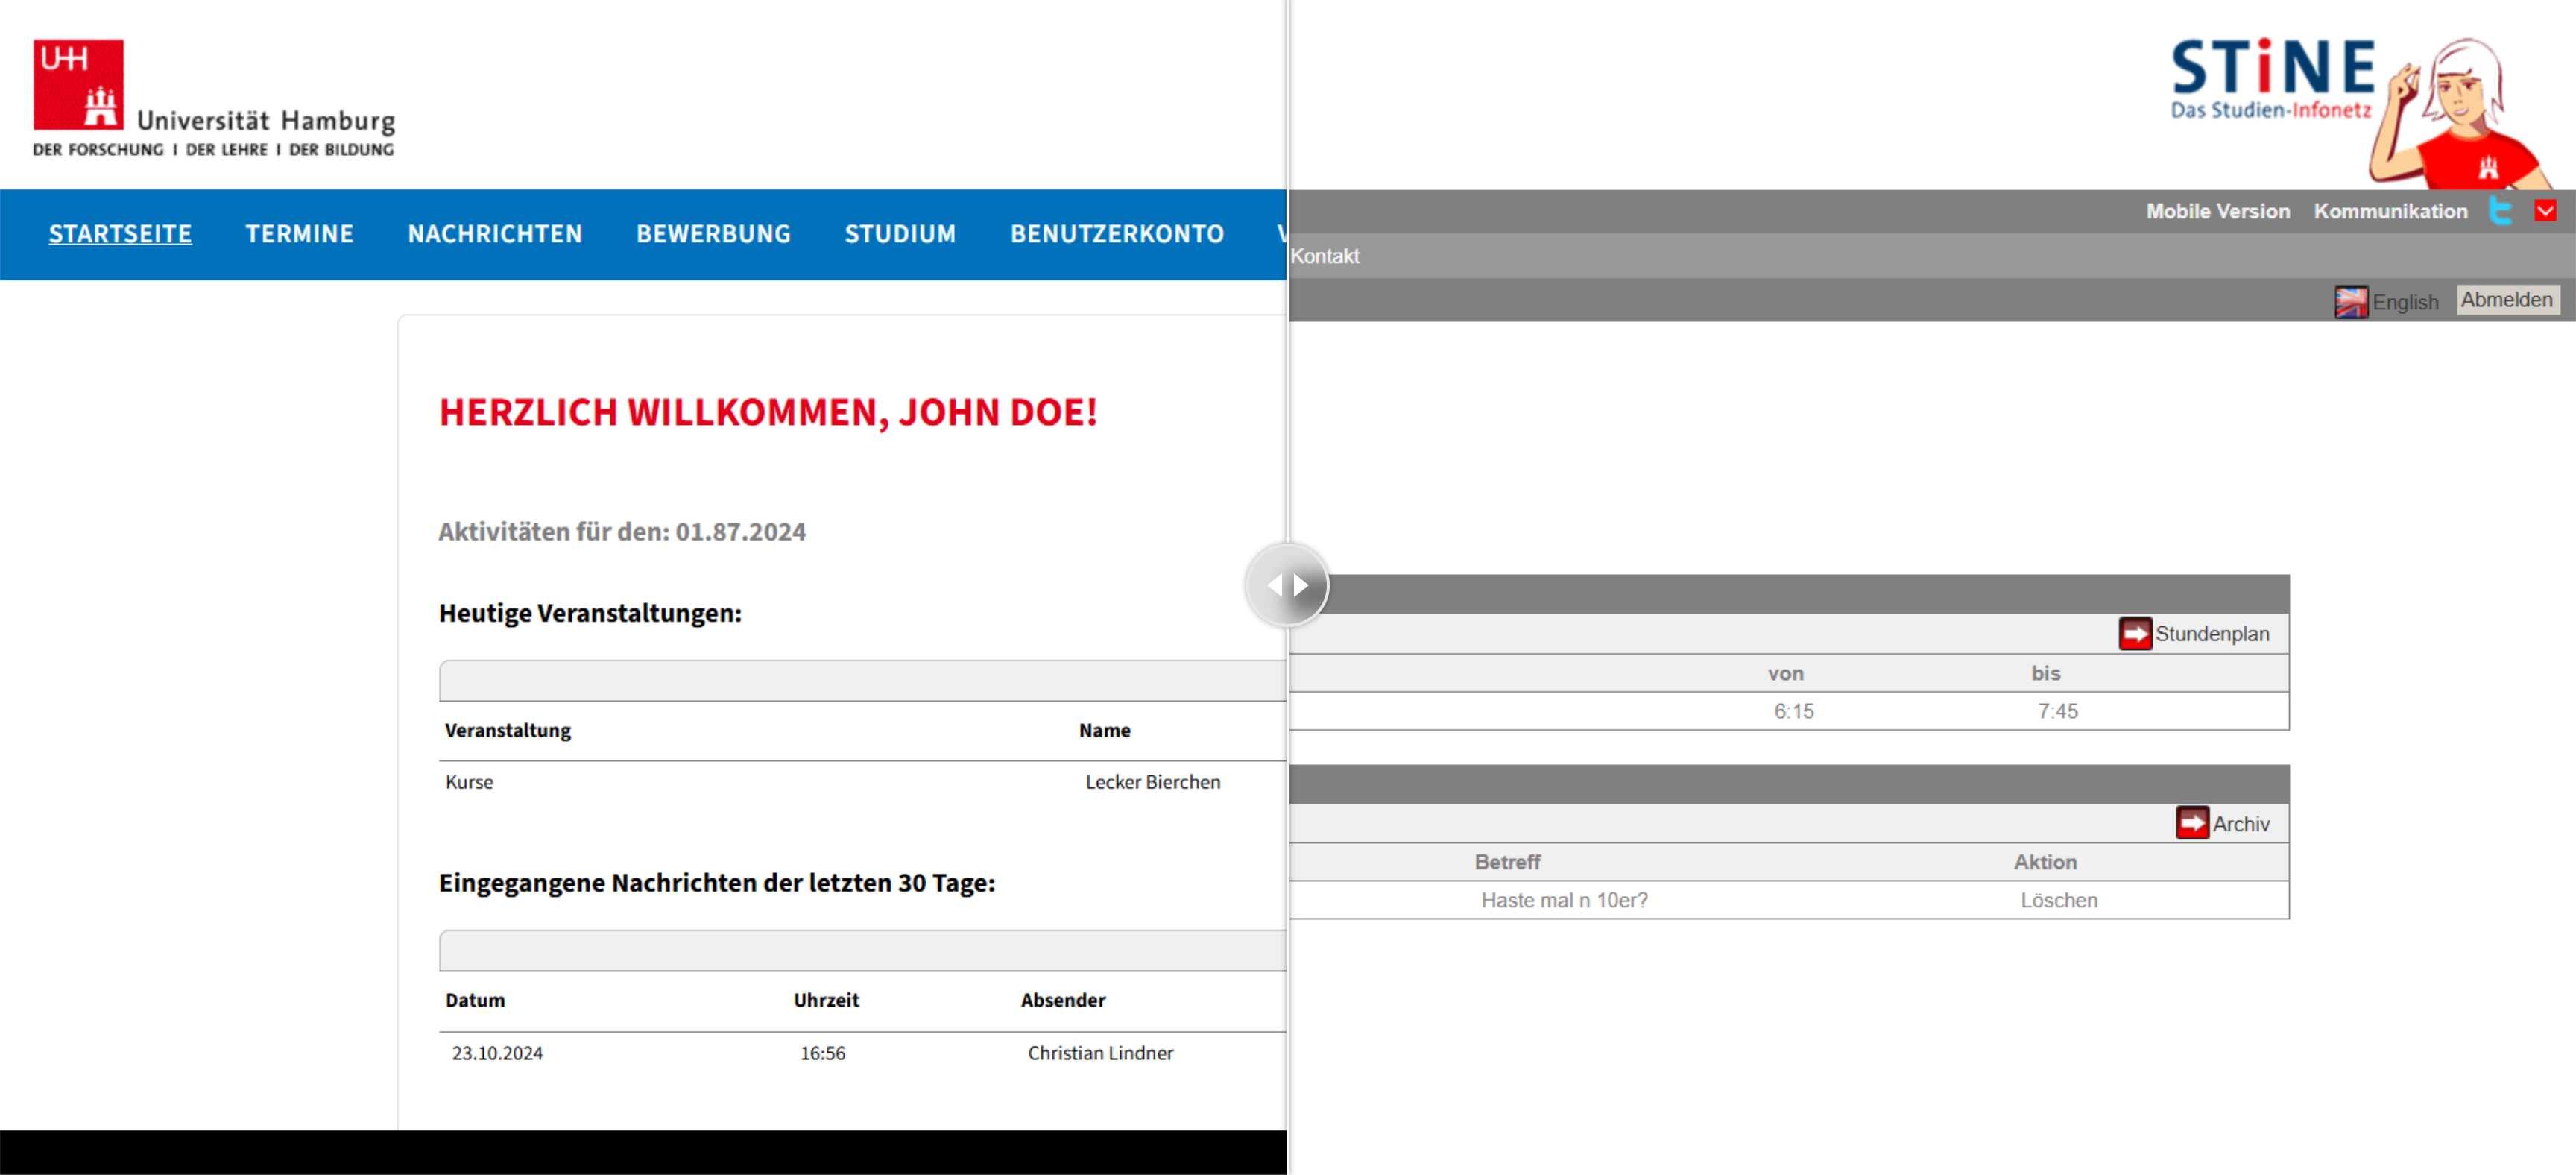 UHH
Universität Hamburg
DER FORSCHUNG I DER LEHRE I DER BILDUNG
STARTSEITE TERMINE NACHRICHTEN BEWERBUNG STUDIUM BENUTZERKONTO
HERZLICH WILLKOMMEN, JOHN DOE!
Aktivitäten für den: 01.87.2024
Heutige Veranstaltungen:
Veranstaltung Name
Kurse Lecker Bierchen
Eingegangene Nachrichten der letzten 30 Tage:
Datum Uhrzeit Absender
23.10.2024 16:56 Christian Lindner
STiNE
Das Studien-Infonetz
Mobile Version Kommunikation
Kontakt
English Abmelden
Stundenplan
von bis
6:15 7:45
Archiv
Betreff Aktion
Haste mal n 10er? Löschen